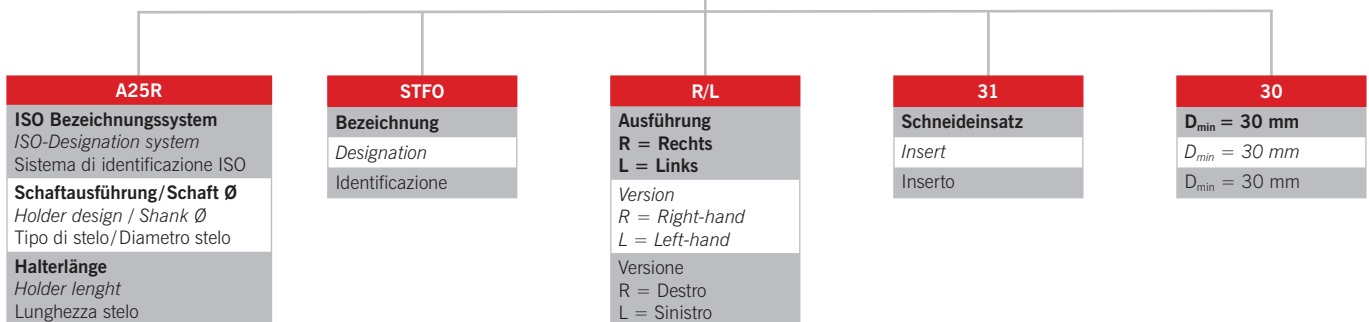 A25R
ISO Bezeichnungssystem
ISO-Designation system
Sistema di identificazione ISO
Schaftausführung/Schaft Ø
Holder design / Shank Ø
Tipo di stelo/Diametro stelo
Halterlänge
Holder lenght
Lunghezza stelo
STFO
Bezeichnung
Designation
Identificazione
R/L
Ausführung
R = Rechts
L = Links
Version
R = Right-hand
L = Left-hand
Versione
R = Destro
L = Sinistro
31
Schneideinsatz
Insert
Inserto
30
Dmin = 30 mm
Dmin = 30 mm
Dmin = 30 mm